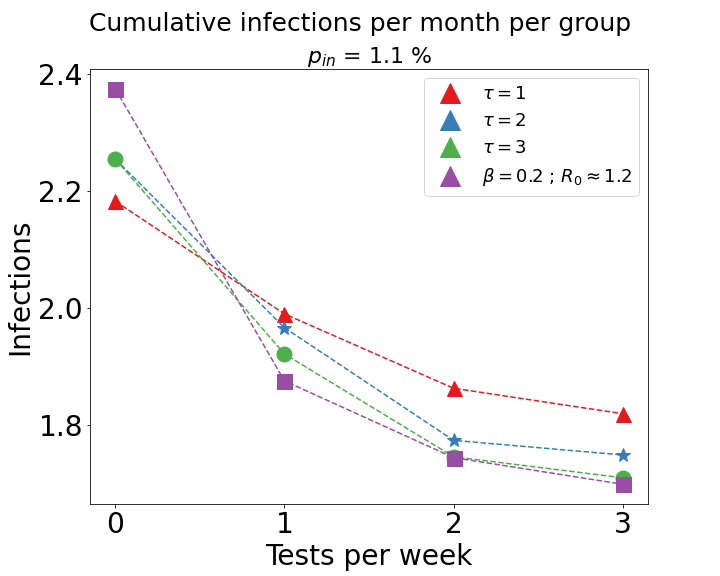 Cumulative infections per month per group
p_in = 1.1 %
2.4
2.2
2.0
1.8
Infections
τ = 1
τ = 2
τ = 3
β = 0.2 ; R₀ ≈ 1.2
0 1 2 3
Tests per week